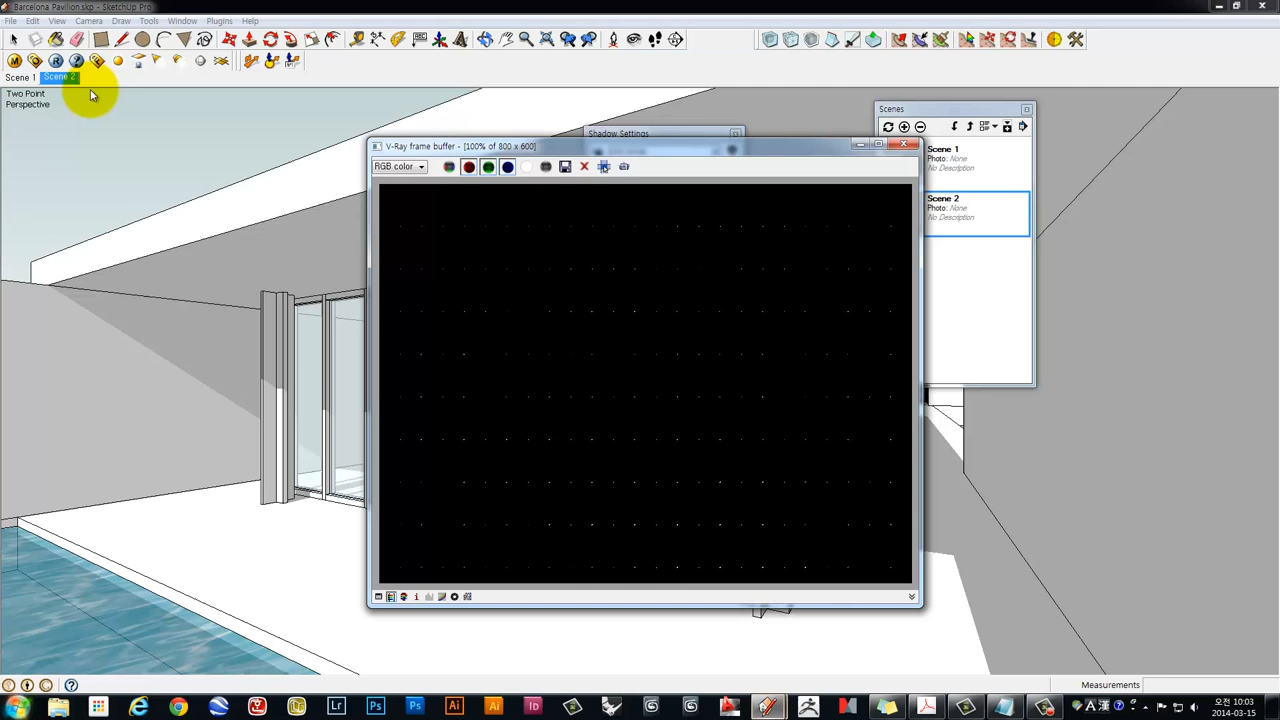 Barcelona Pavilion.skp - SketchUp Pro
File Edit View Camera Draw Tools Window Plugins Help
Scene 1 Scene 2
Two Point
Perspective
Shadow Settings
V-Ray frame buffer - [100% of 800 x 600]
RGB color
Scenes
Scene 1
Photo: None
No Description
Scene 2
Photo: None
No Description
Measurements
오전 10:03
2014-03-15